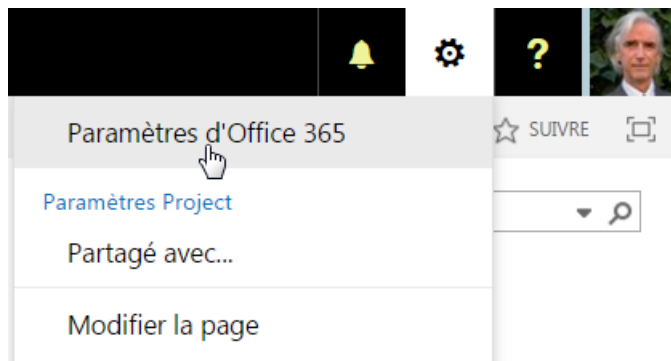 ?
Paramètres d'Office 365
SUIVRE
Paramètres Project
Partagé avec...
Modifier la page